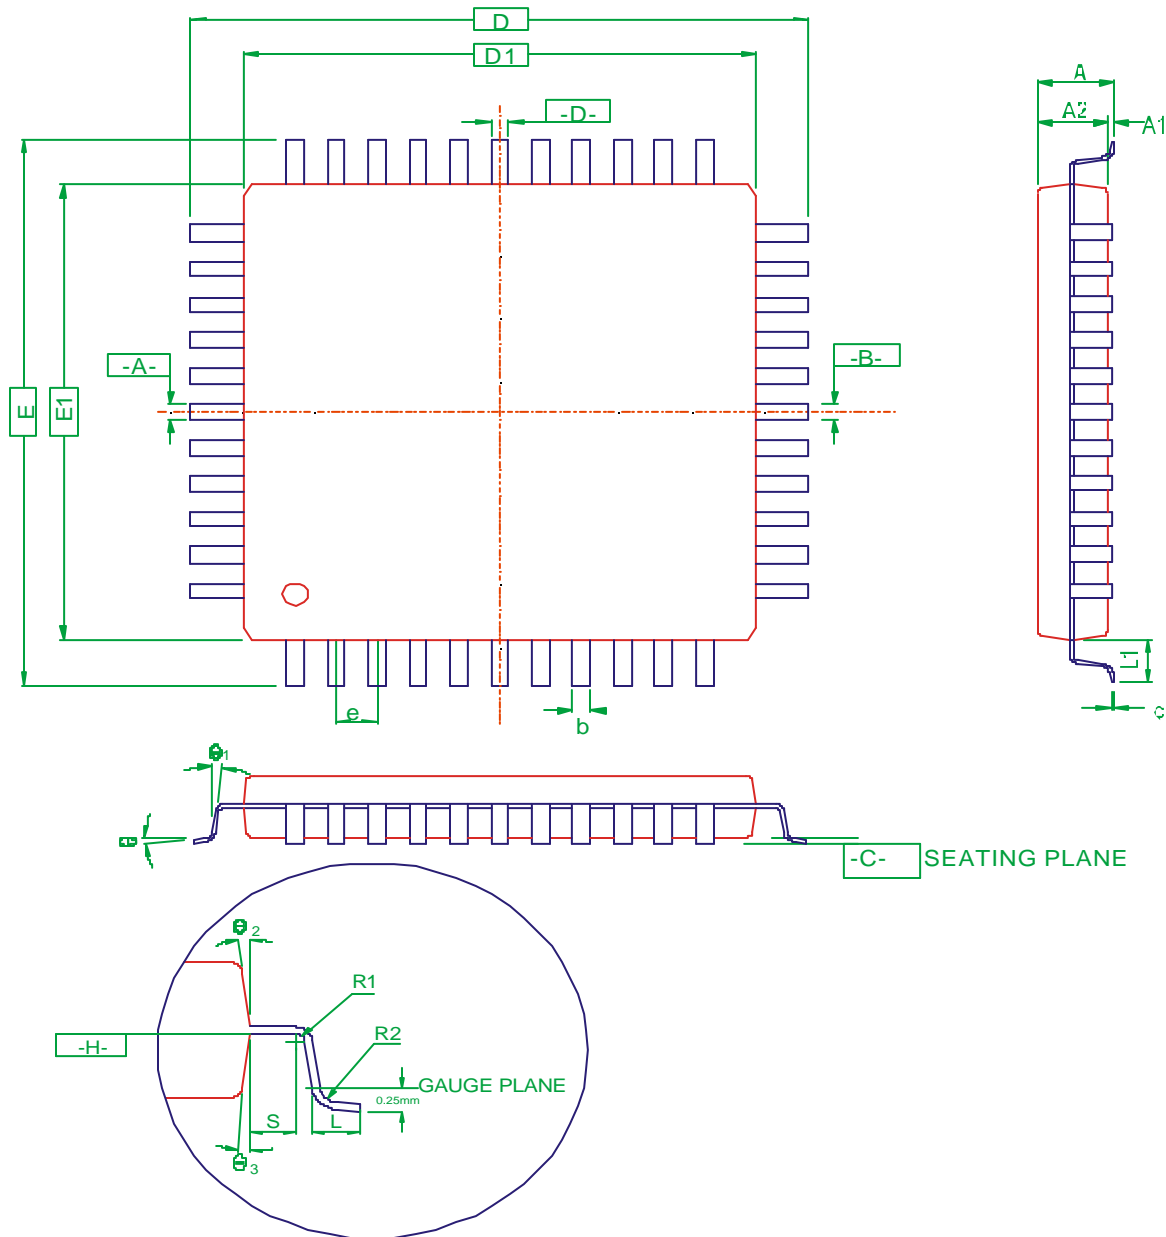 D
D1
-D-
A
A2
A1
-A-
-B-
E
E1
L1
e
b
c
θ1
θ
-C- SEATING PLANE
θ2
R1
R2
-H-
GAUGE PLANE
0.25mm
S
L
θ3